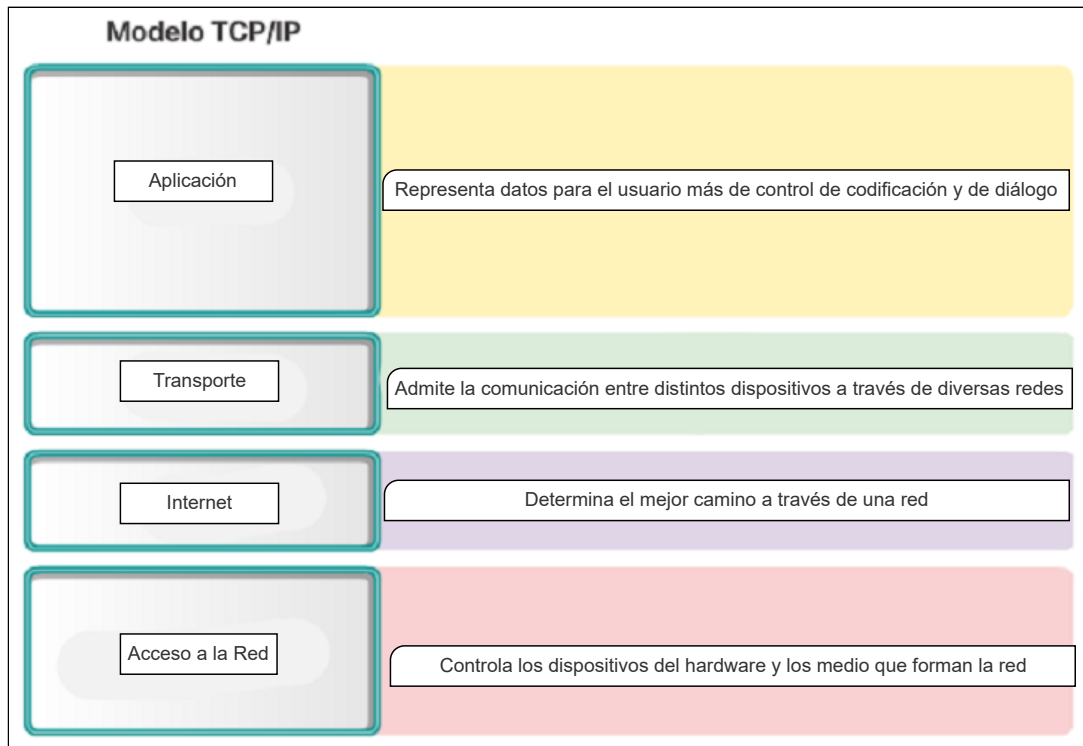 Modelo TCP/IP
Aplicación
Representa datos para el usuario más de control de codificación y de diálogo
Transporte
Admite la comunicación entre distintos dispositivos a través de diversas redes
Internet
Determina el mejor camino a través de una red
Acceso a la Red
Controla los dispositivos del hardware y los medio que forman la red